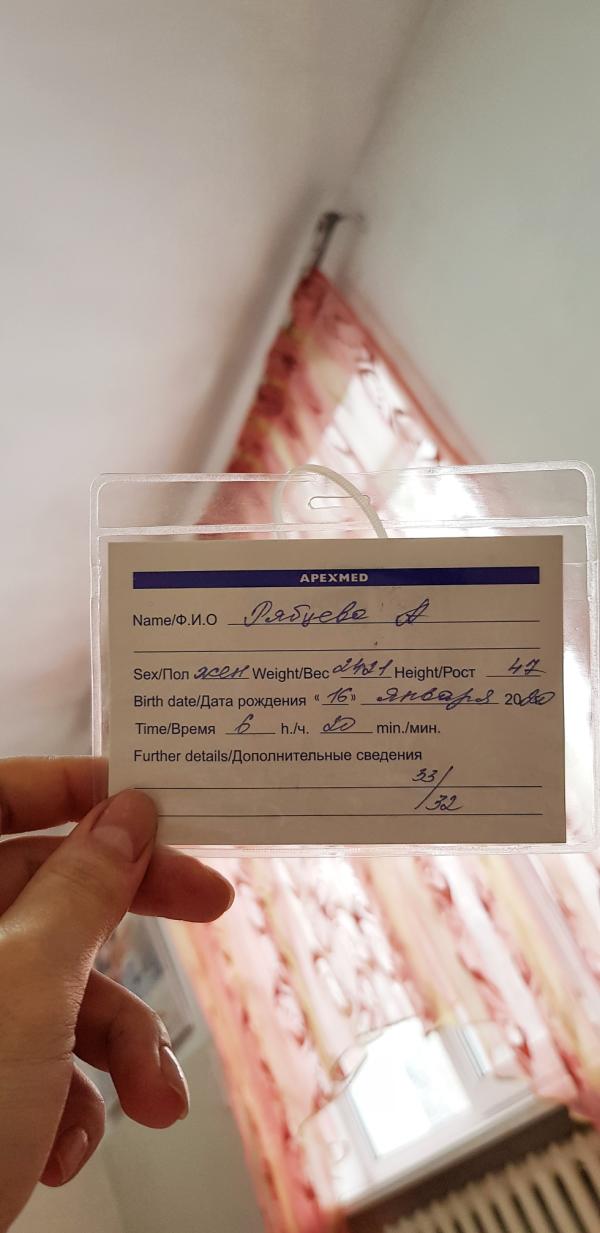 APEXMED
Name/Ф.И.О Рябцева А
Sex/Пол жен Weight/Вес 2421 Height/Рост 47
Birth date/Дата рождения «16» января 2020
Time/Время 6 h./ч. 20 min./мин.
Further details/Дополнительные сведения
33/
32